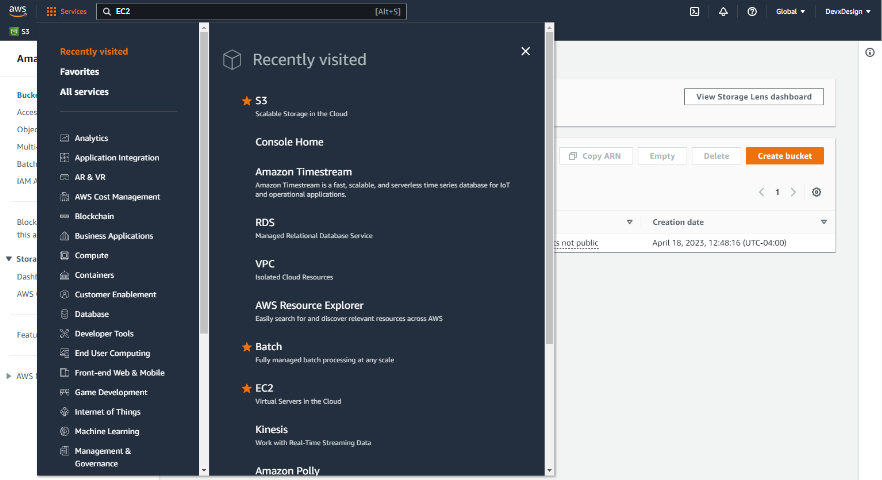 aws
Services
EC2
[Alt+S]
Global
DevxDesign
S3
Ama
Bucke
Access
Objec
Multi-
Batch
IAM A
Block
this a
Storag
Dashb
AWS
Featu
AWS
Recently visited
Favorites
All services
Analytics
Application Integration
AR & VR
AWS Cost Management
Blockchain
Business Applications
Compute
Containers
Customer Enablement
Database
Developer Tools
End User Computing
Front-end Web & Mobile
Game Development
Internet of Things
Machine Learning
Management &
Governance
Recently visited
S3
Scalable Storage in the Cloud
Console Home
Amazon Timestream
Amazon Timestream is a fast, scalable, and serverless time series database for IoT
and operational applications.
RDS
Managed Relational Database Service
VPC
Isolated Cloud Resources
AWS Resource Explorer
Easily search for and discover relevant resources across AWS
Batch
Fully managed batch processing at any scale
EC2
Virtual Servers in the Cloud
Kinesis
Work with Real-Time Streaming Data
Amazon Polly
View Storage Lens dashboard
Copy ARN
Empty
Delete
Create bucket
1
Creation date
ts not public
April 18, 2023, 12:48:16 (UTC-04:00)